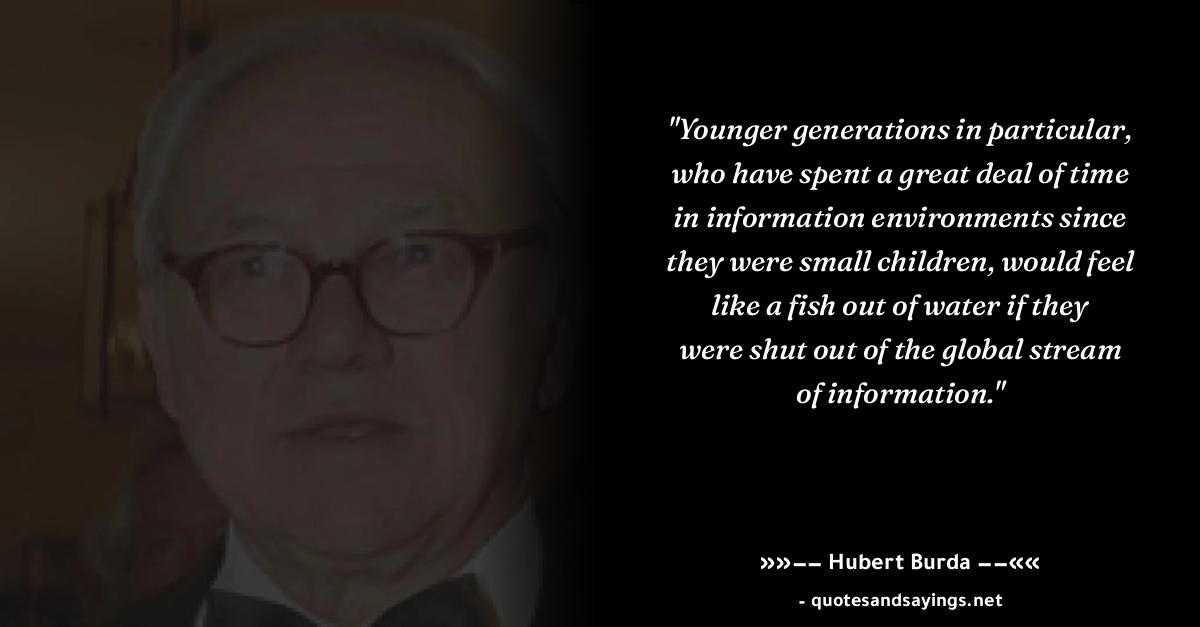 "Younger generations in particular,
who have spent a great deal of time
in information environments since
they were small children, would feel
like a fish out of water if they
were shut out of the global stream
of information."
»»–– Hubert Burda ––««
- quotesandsayings.net